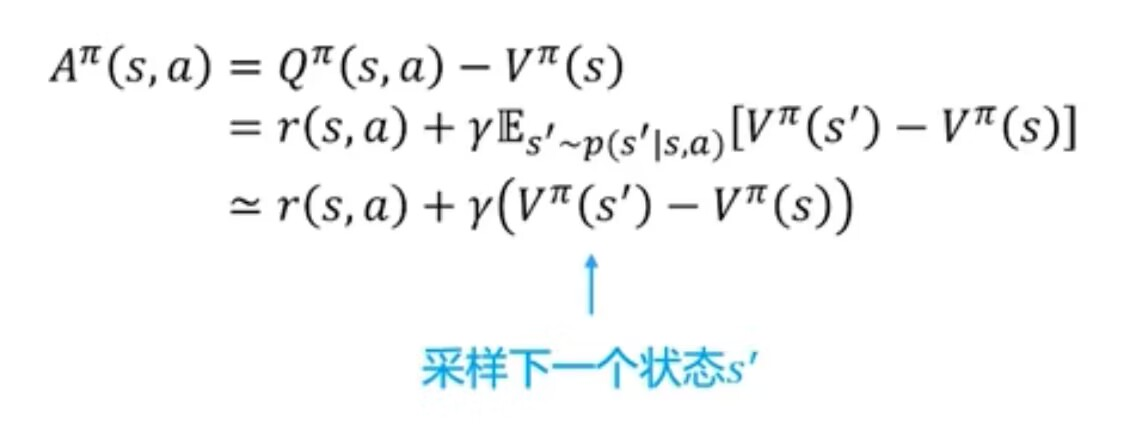 A^π(s, a) = Q^π(s, a) − V^π(s)
= r(s, a) + γ𝔼_{s′~p(s′|s,a)}[V^π(s′) − V^π(s)]
≃ r(s, a) + γ(V^π(s′) − V^π(s))
采样下一个状态s′